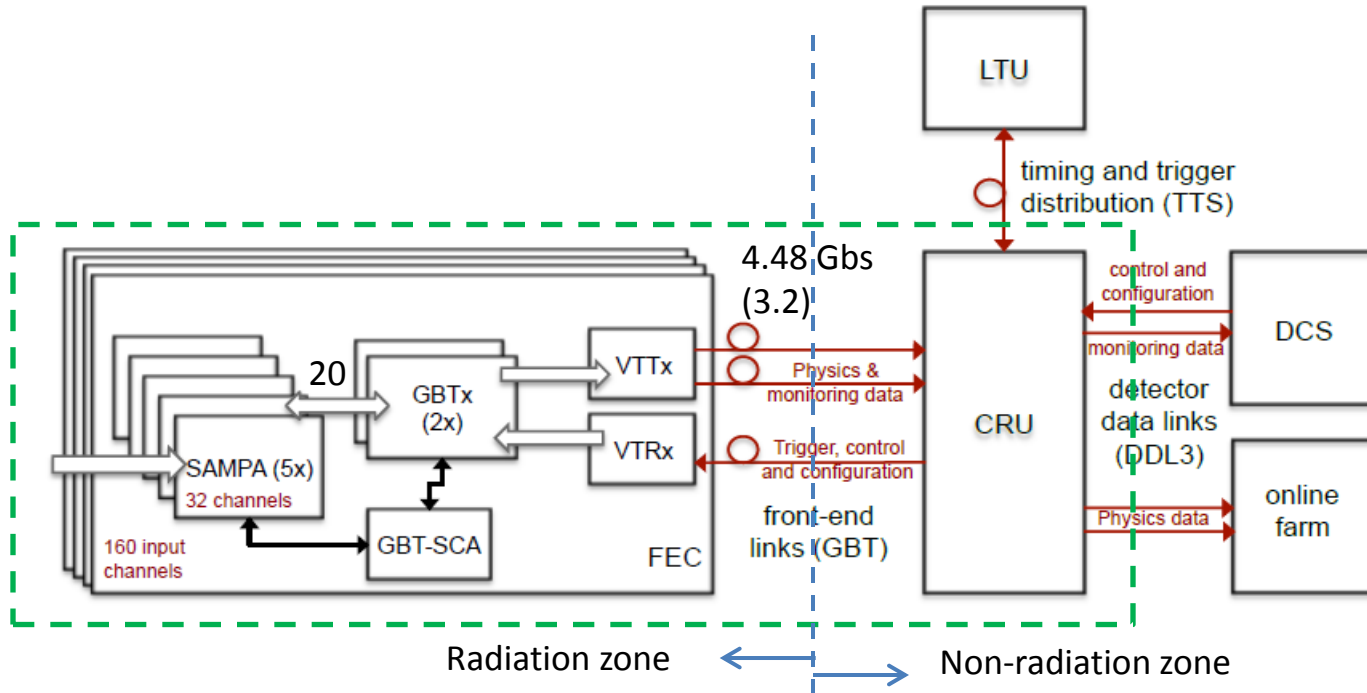 LTU
timing and trigger
distribution (TTS)
4.48 Gbs
(3.2)
control and
configuration
DCS
monitoring data
detector
data links
(DDL3)
20
GBTx
(2x)
VTTx
Physics &
monitoring data
CRU
SAMPA (5x)
32 channels
VTRx
Trigger, control
and configuration
Physics data
online
farm
GBT-SCA
front-end
links (GBT)
160 input
channels
FEC
Radiation zone
Non-radiation zone